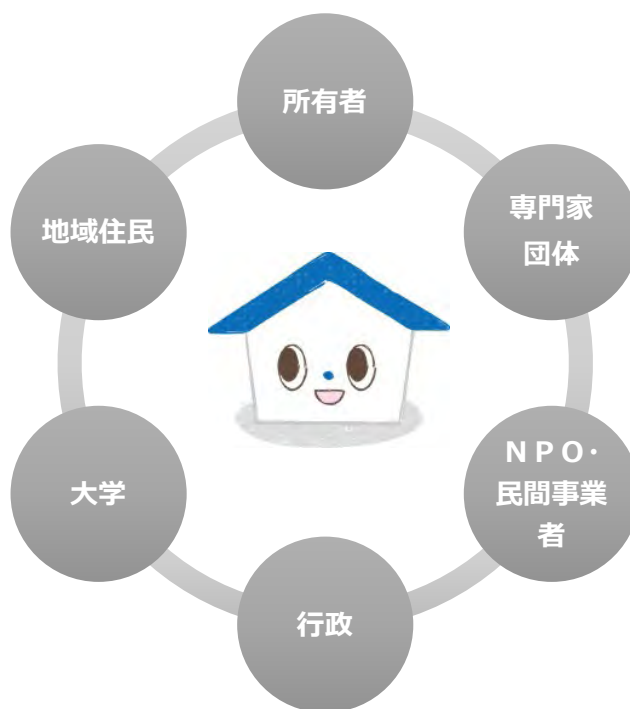 所有者
専門家
団体
ＮＰＯ・
民間事業
者
行政
大学
地域住民